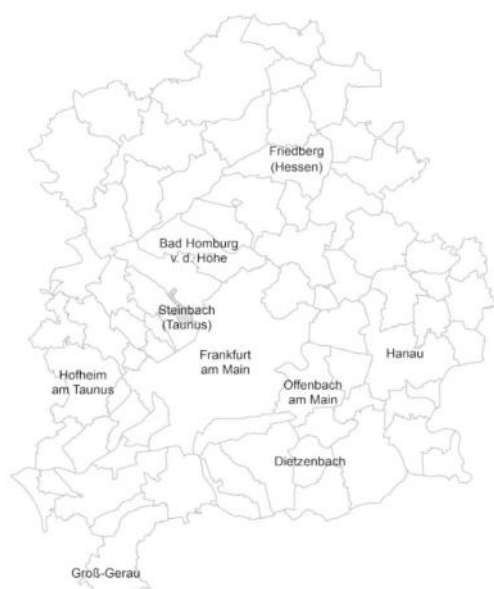 Friedberg
(Hessen)
Bad Homburg
v. d. Höhe
Steinbach
(Taunus)
Frankfurt
am Main
Hanau
Hofheim
am Taunus
Offenbach
am Main
Dietzenbach
Groß-Gerau